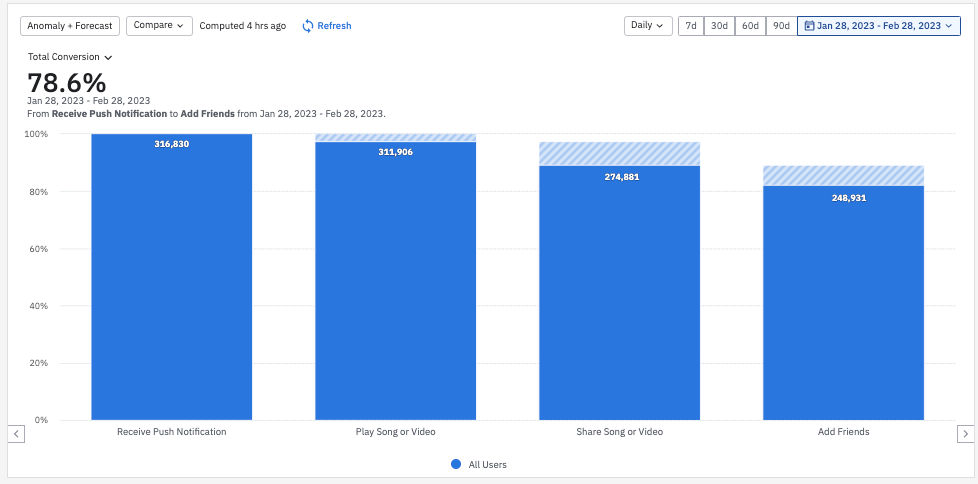 Anomaly + Forecast Compare Computed 4 hrs ago Refresh Daily 7d 30d 60d 90d Jan 28, 2023 - Feb 28, 2023
Total Conversion
78.6%
Jan 28, 2023 - Feb 28, 2023
From Receive Push Notification to Add Friends from Jan 28, 2023 - Feb 28, 2023.
100%
316,830
311,906
274,881
80%
248,931
60%
40%
20%
0%
Receive Push Notification Play Song or Video Share Song or Video Add Friends
All Users